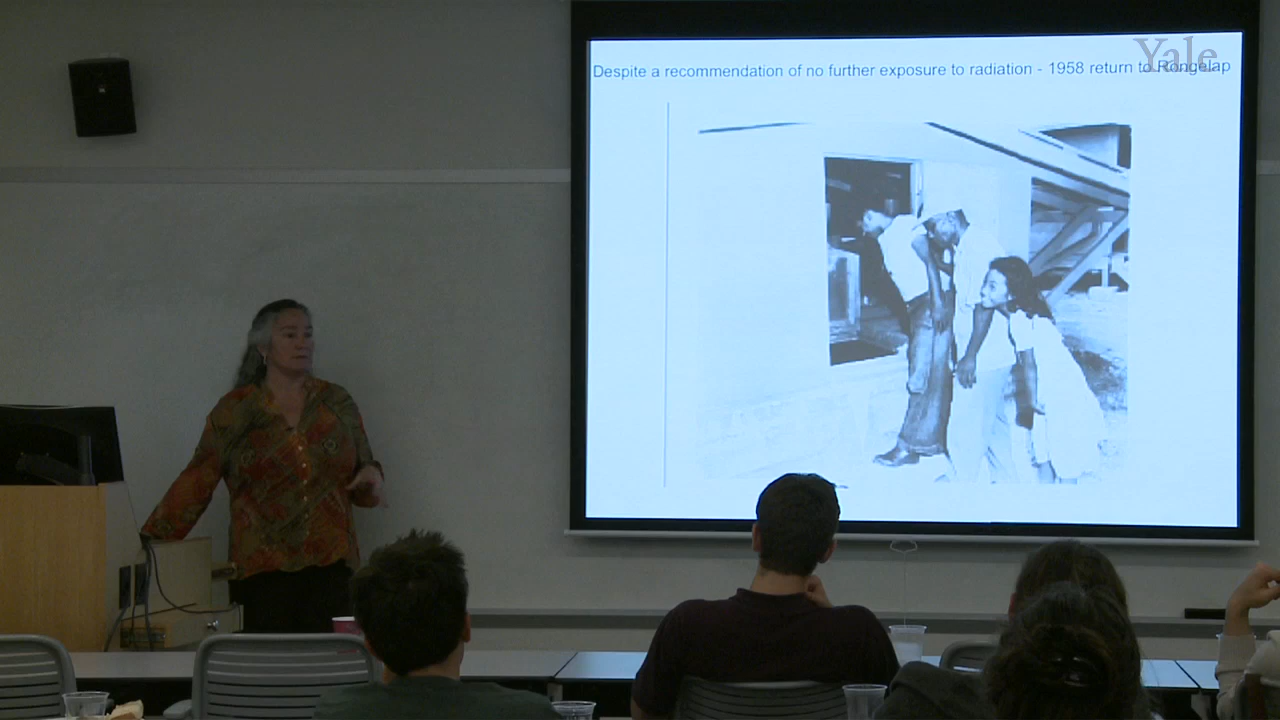 Yale
Despite a recommendation of no further exposure to radiation - 1958 return to Rongelap